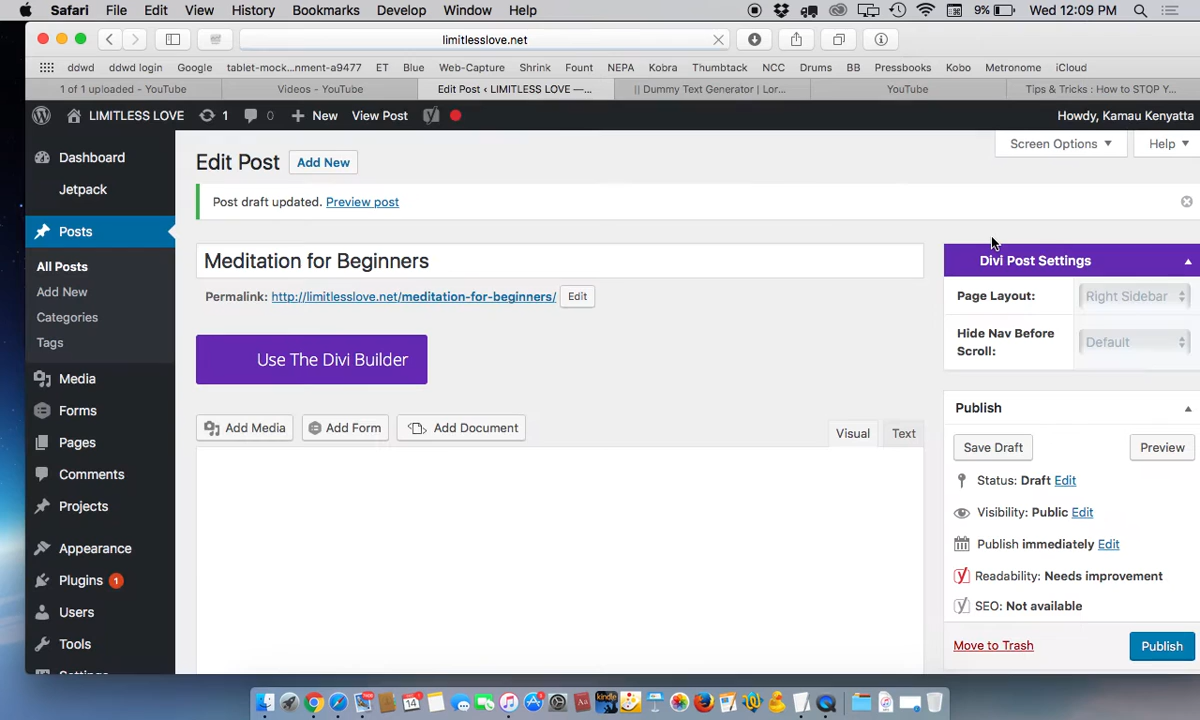 Safari File Edit View History Bookmarks Develop Window Help 9% Wed 12:09 PM
limitlesslove.net
ddwd ddwd login Google tablet-mock...nment-a9477 ET Blue Web-Capture Shrink Fount NEPA Kobra Thumbtack NCC Drums BB Pressbooks Kobo Metronome iCloud
1 of 1 uploaded - YouTube Videos - YouTube Edit Post ‹ LIMITLESS LOVE —... || Dummy Text Generator | Lor... YouTube Tips & Tricks : How to STOP Y...
LIMITLESS LOVE 1 0 + New View Post Howdy, Kamau Kenyatta
Screen Options Help
Edit Post Add New
Post draft updated. Preview post
Dashboard
Jetpack
Posts
All Posts
Add New
Categories
Tags
Media
Forms
Pages
Comments
Projects
Appearance
Plugins 1
Users
Tools
Meditation for Beginners
Permalink: http://limitlesslove.net/meditation-for-beginners/ Edit
Use The Divi Builder
Add Media Add Form Add Document Visual Text
Divi Post Settings
Page Layout: Right Sidebar
Hide Nav Before Scroll: Default
Publish
Save Draft Preview
Status: Draft Edit
Visibility: Public Edit
Publish immediately Edit
Readability: Needs improvement
SEO: Not available
Move to Trash Publish